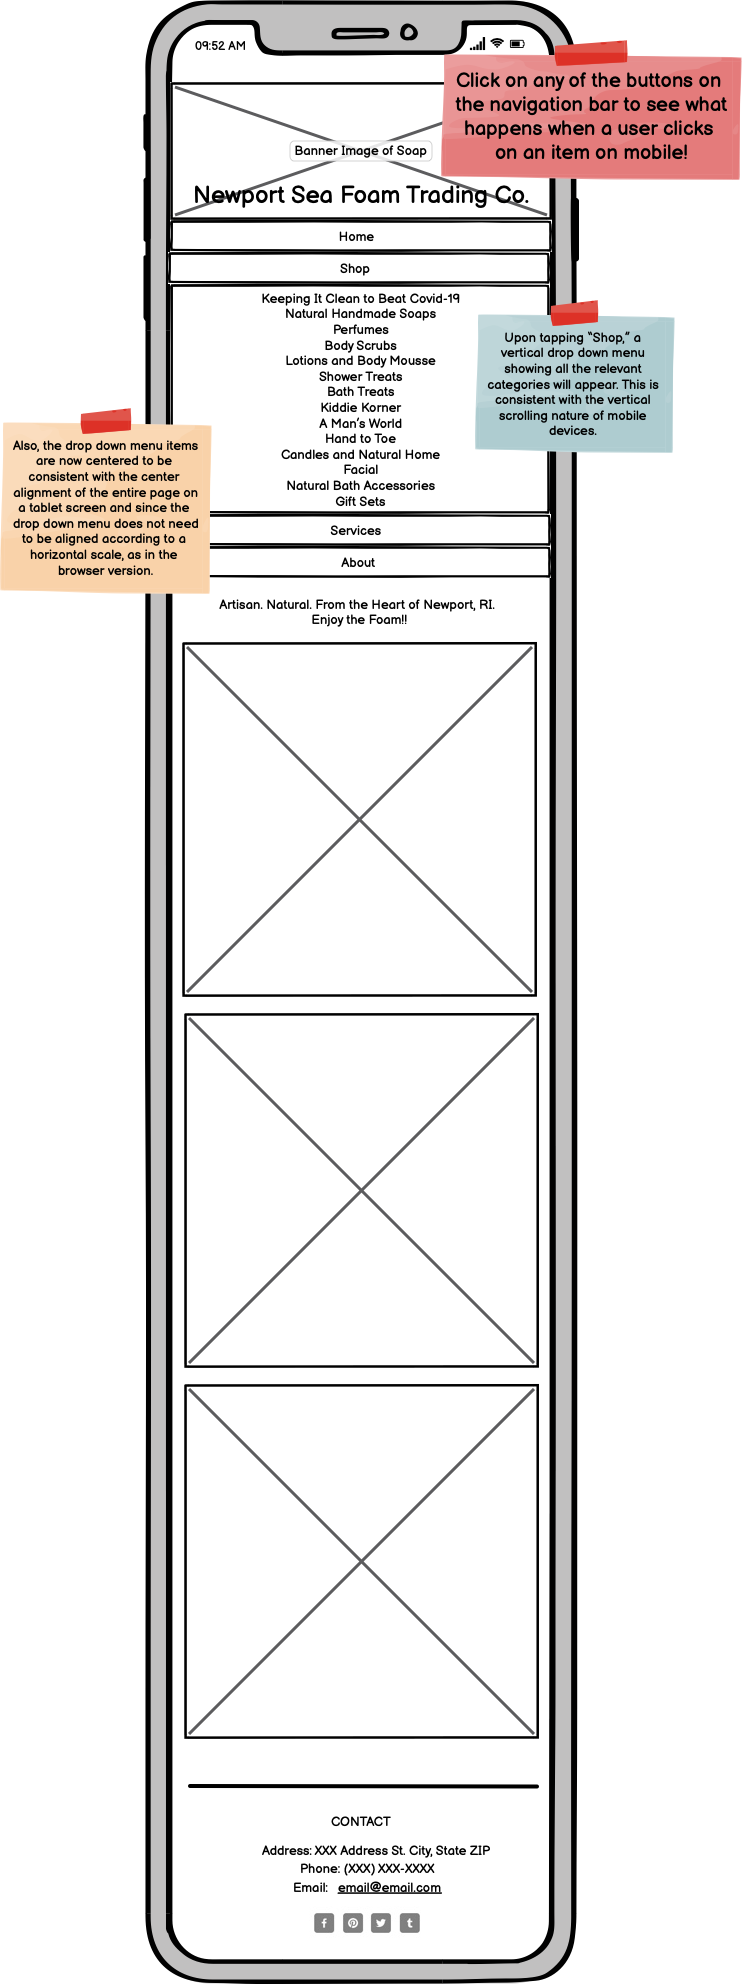 09:52 AM
Click on any of the buttons on
the navigation bar to see what
happens when a user clicks
on an item on mobile!
Banner Image of Soap
Newport Sea Foam Trading Co.
Home
Shop
Keeping It Clean to Beat Covid-19
Natural Handmade Soaps
Perfumes
Body Scrubs
Lotions and Body Mousse
Shower Treats
Bath Treats
Kiddie Korner
A Man's World
Hand to Toe
Candles and Natural Home
Facial
Natural Bath Accessories
Gift Sets
Upon tapping "Shop," a
vertical drop down menu
showing all the relevant
categories will appear. This is
consistent with the vertical
scrolling nature of mobile
devices.
Also, the drop down menu items
are now centered to be
consistent with the center
alignment of the entire page on
a tablet screen and since the
drop down menu does not need
to be aligned according to a
horizontal scale, as in the
browser version.
Services
About
Artisan. Natural. From the Heart of Newport, RI.
Enjoy the Foam!!
CONTACT
Address: XXX Address St. City, State ZIP
Phone: (XXX) XXX-XXXX
Email: email@email.com